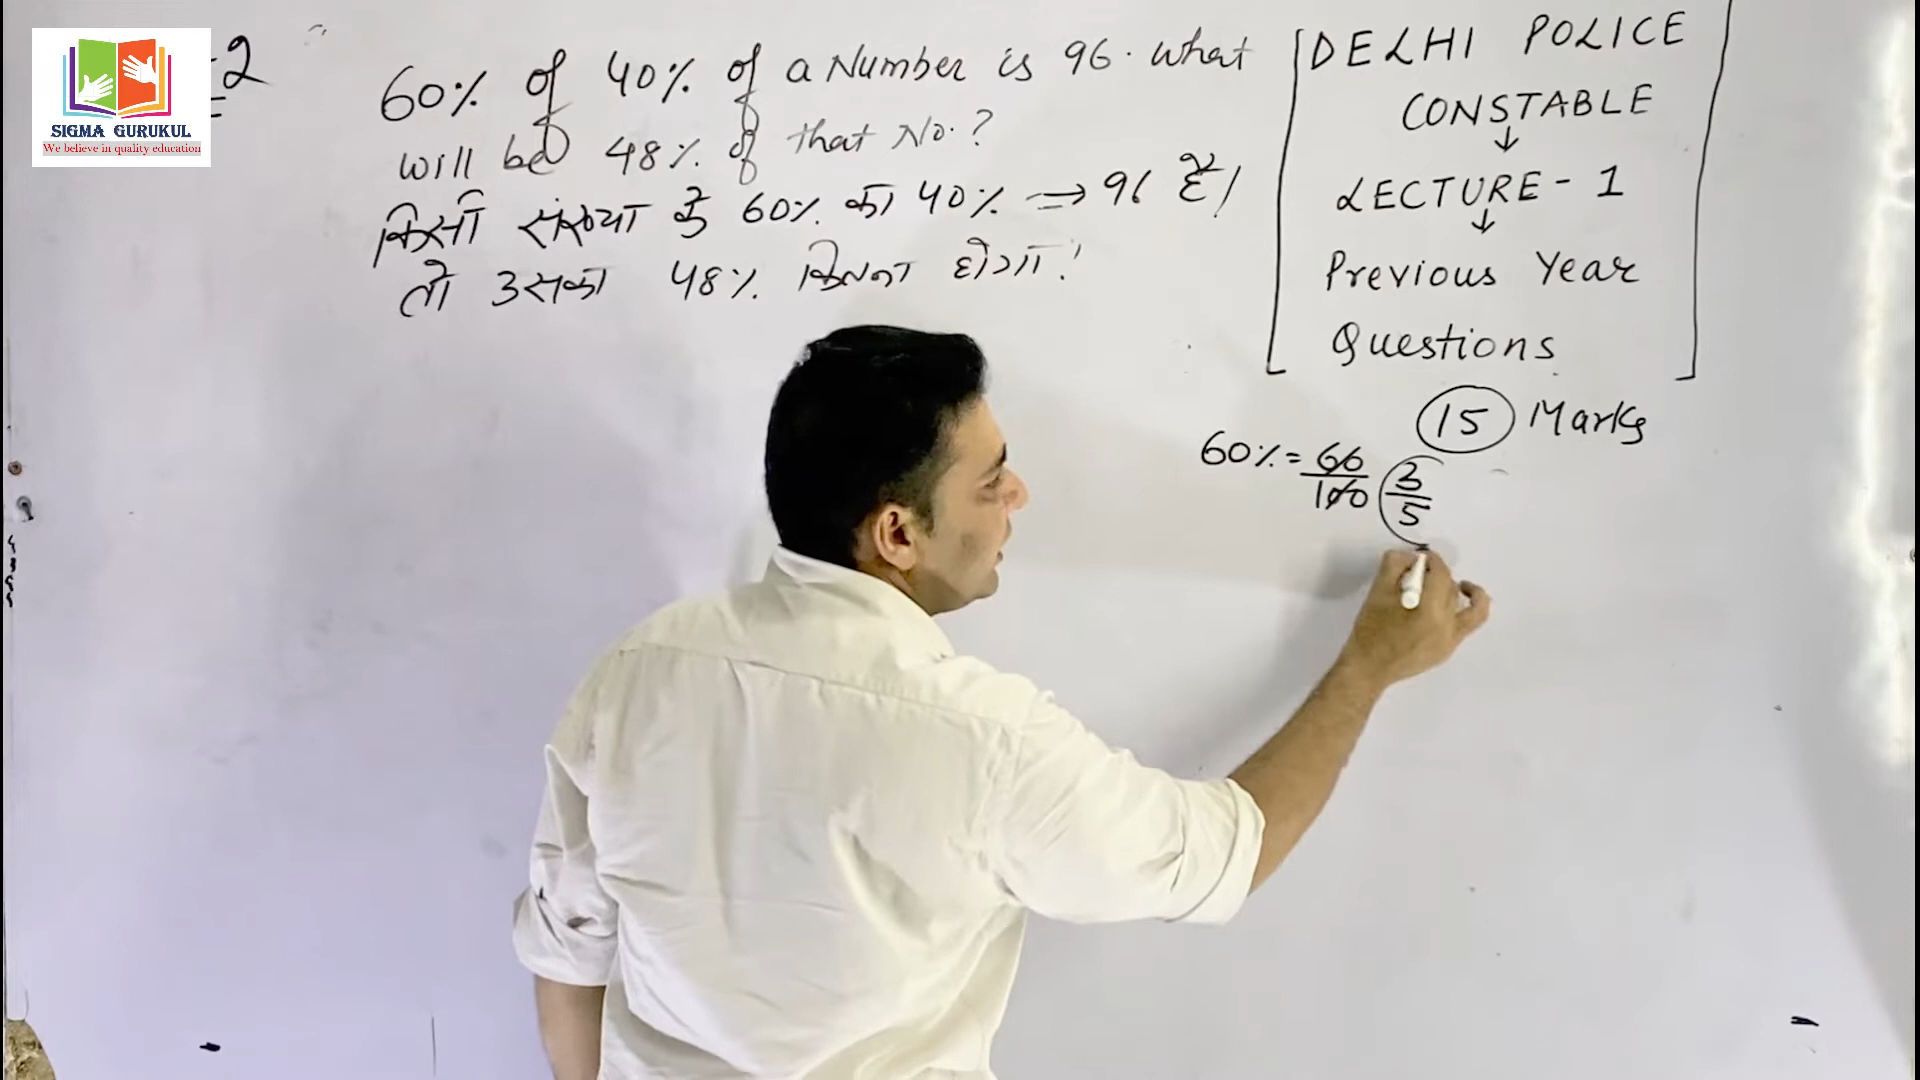 SIGMA GURUKUL
We believe in quality education
-2
60% of 40% of a Number is 96. What
will be 48% of that No.?
किसी संख्या के 60% का 40% ⇒ 96 है।
तो उसका 48% कितना होगा?
DELHI POLICE
CONSTABLE
↓
LECTURE - 1
↓
Previous Year
Questions
15 Marks
60% = 60/100 3/5